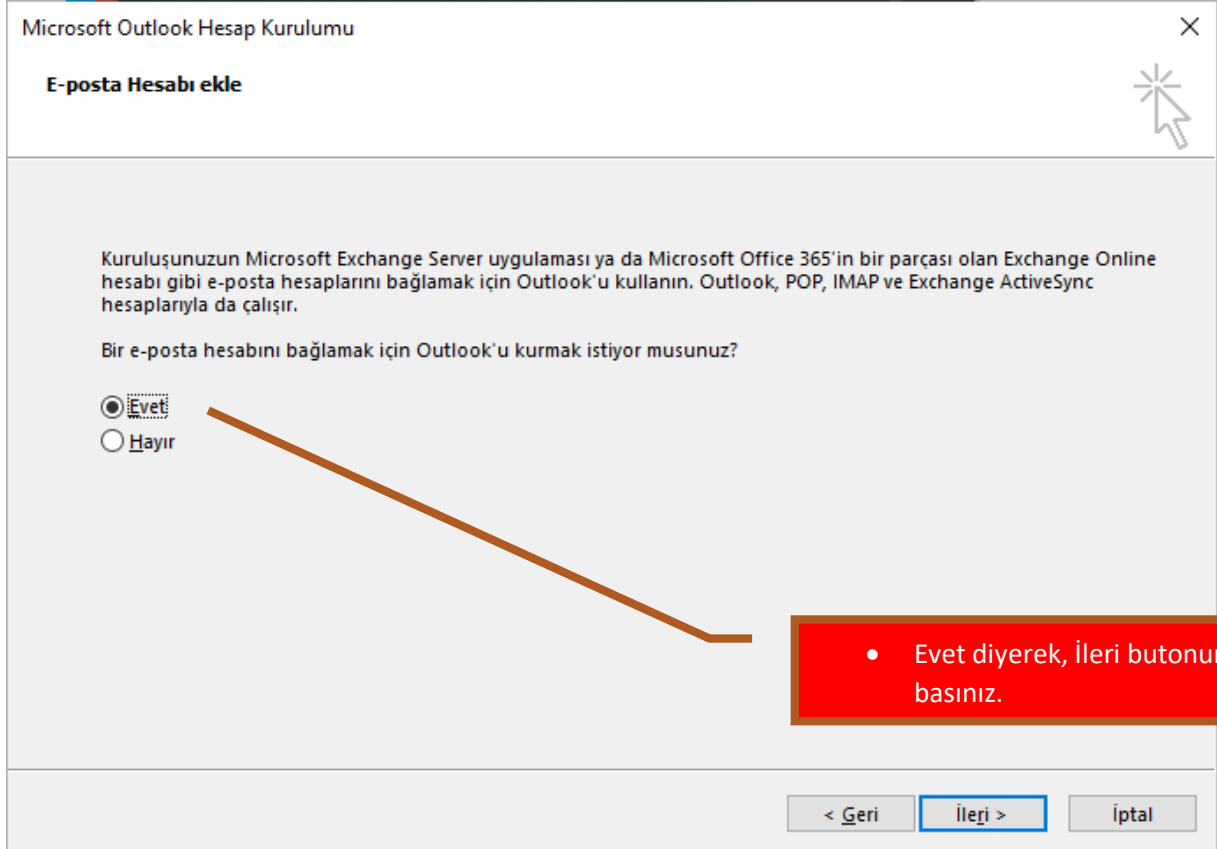 Microsoft Outlook Hesap Kurulumu
E-posta Hesabı ekle
Kuruluşunuzun Microsoft Exchange Server uygulaması ya da Microsoft Office 365'in bir parçası olan Exchange Online
hesabı gibi e-posta hesaplarını bağlamak için Outlook'u kullanın. Outlook, POP, IMAP ve Exchange ActiveSync
hesaplarıyla da çalışır.
Bir e-posta hesabını bağlamak için Outlook'u kurmak istiyor musunuz?
Evet
Hayır
• Evet diyerek, İleri
basınız.
< Geri İleri > İptal